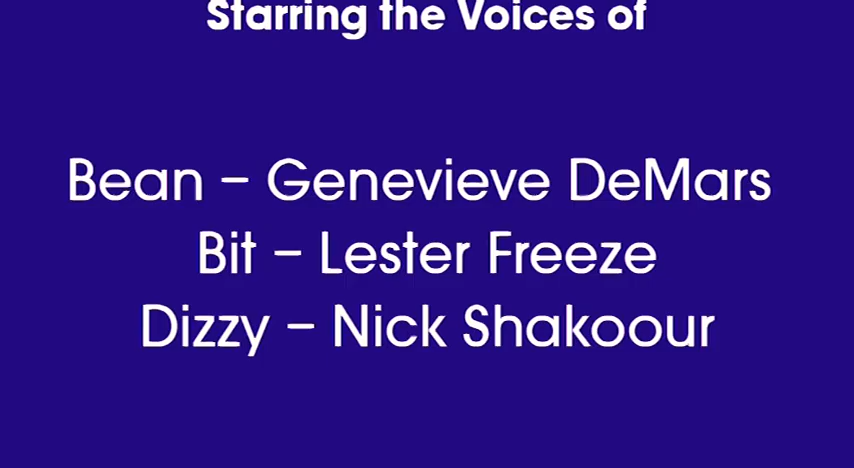 Starring the Voices of
Bean – Genevieve DeMars
Bit – Lester Freeze
Dizzy – Nick Shakoour